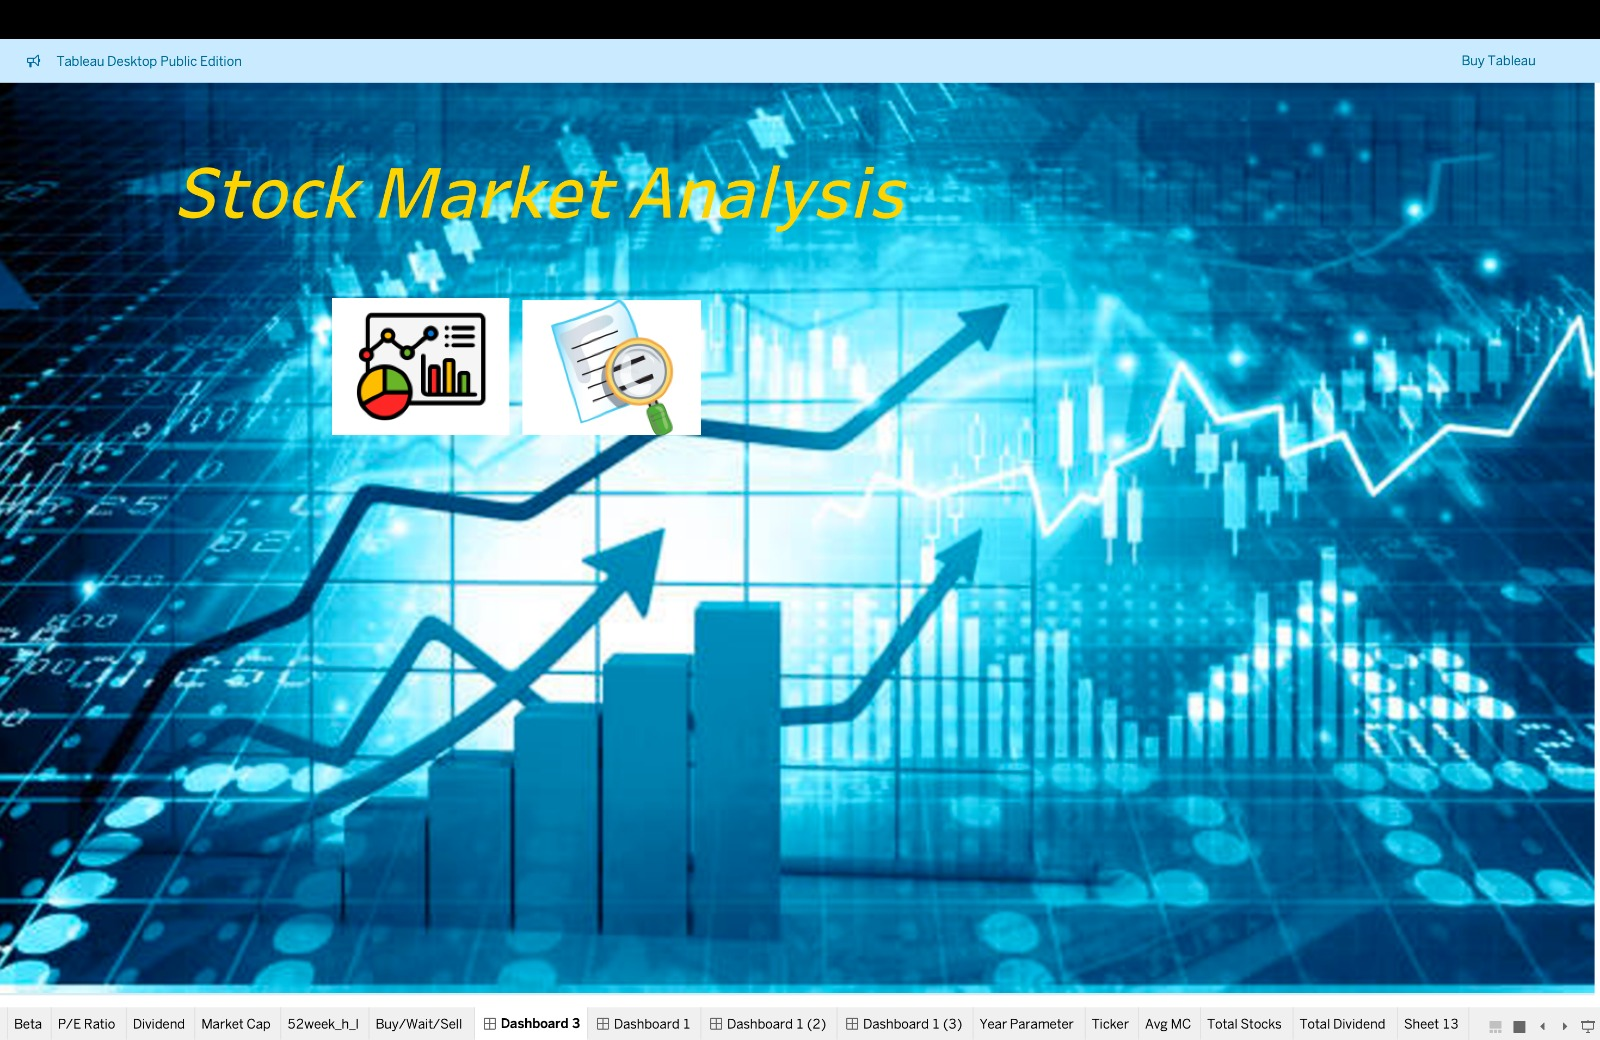 Tableau Desktop Public Edition
Buy Tableau
Stock Market Analysis
Beta P/E Ratio Dividend Market Cap 52week_h_l Buy/Wait/Sell Dashboard 3 Dashboard 1 Dashboard 1 (2) Dashboard 1 (3) Year Parameter Ticker Avg MC Total Stocks Total Dividend Sheet 13